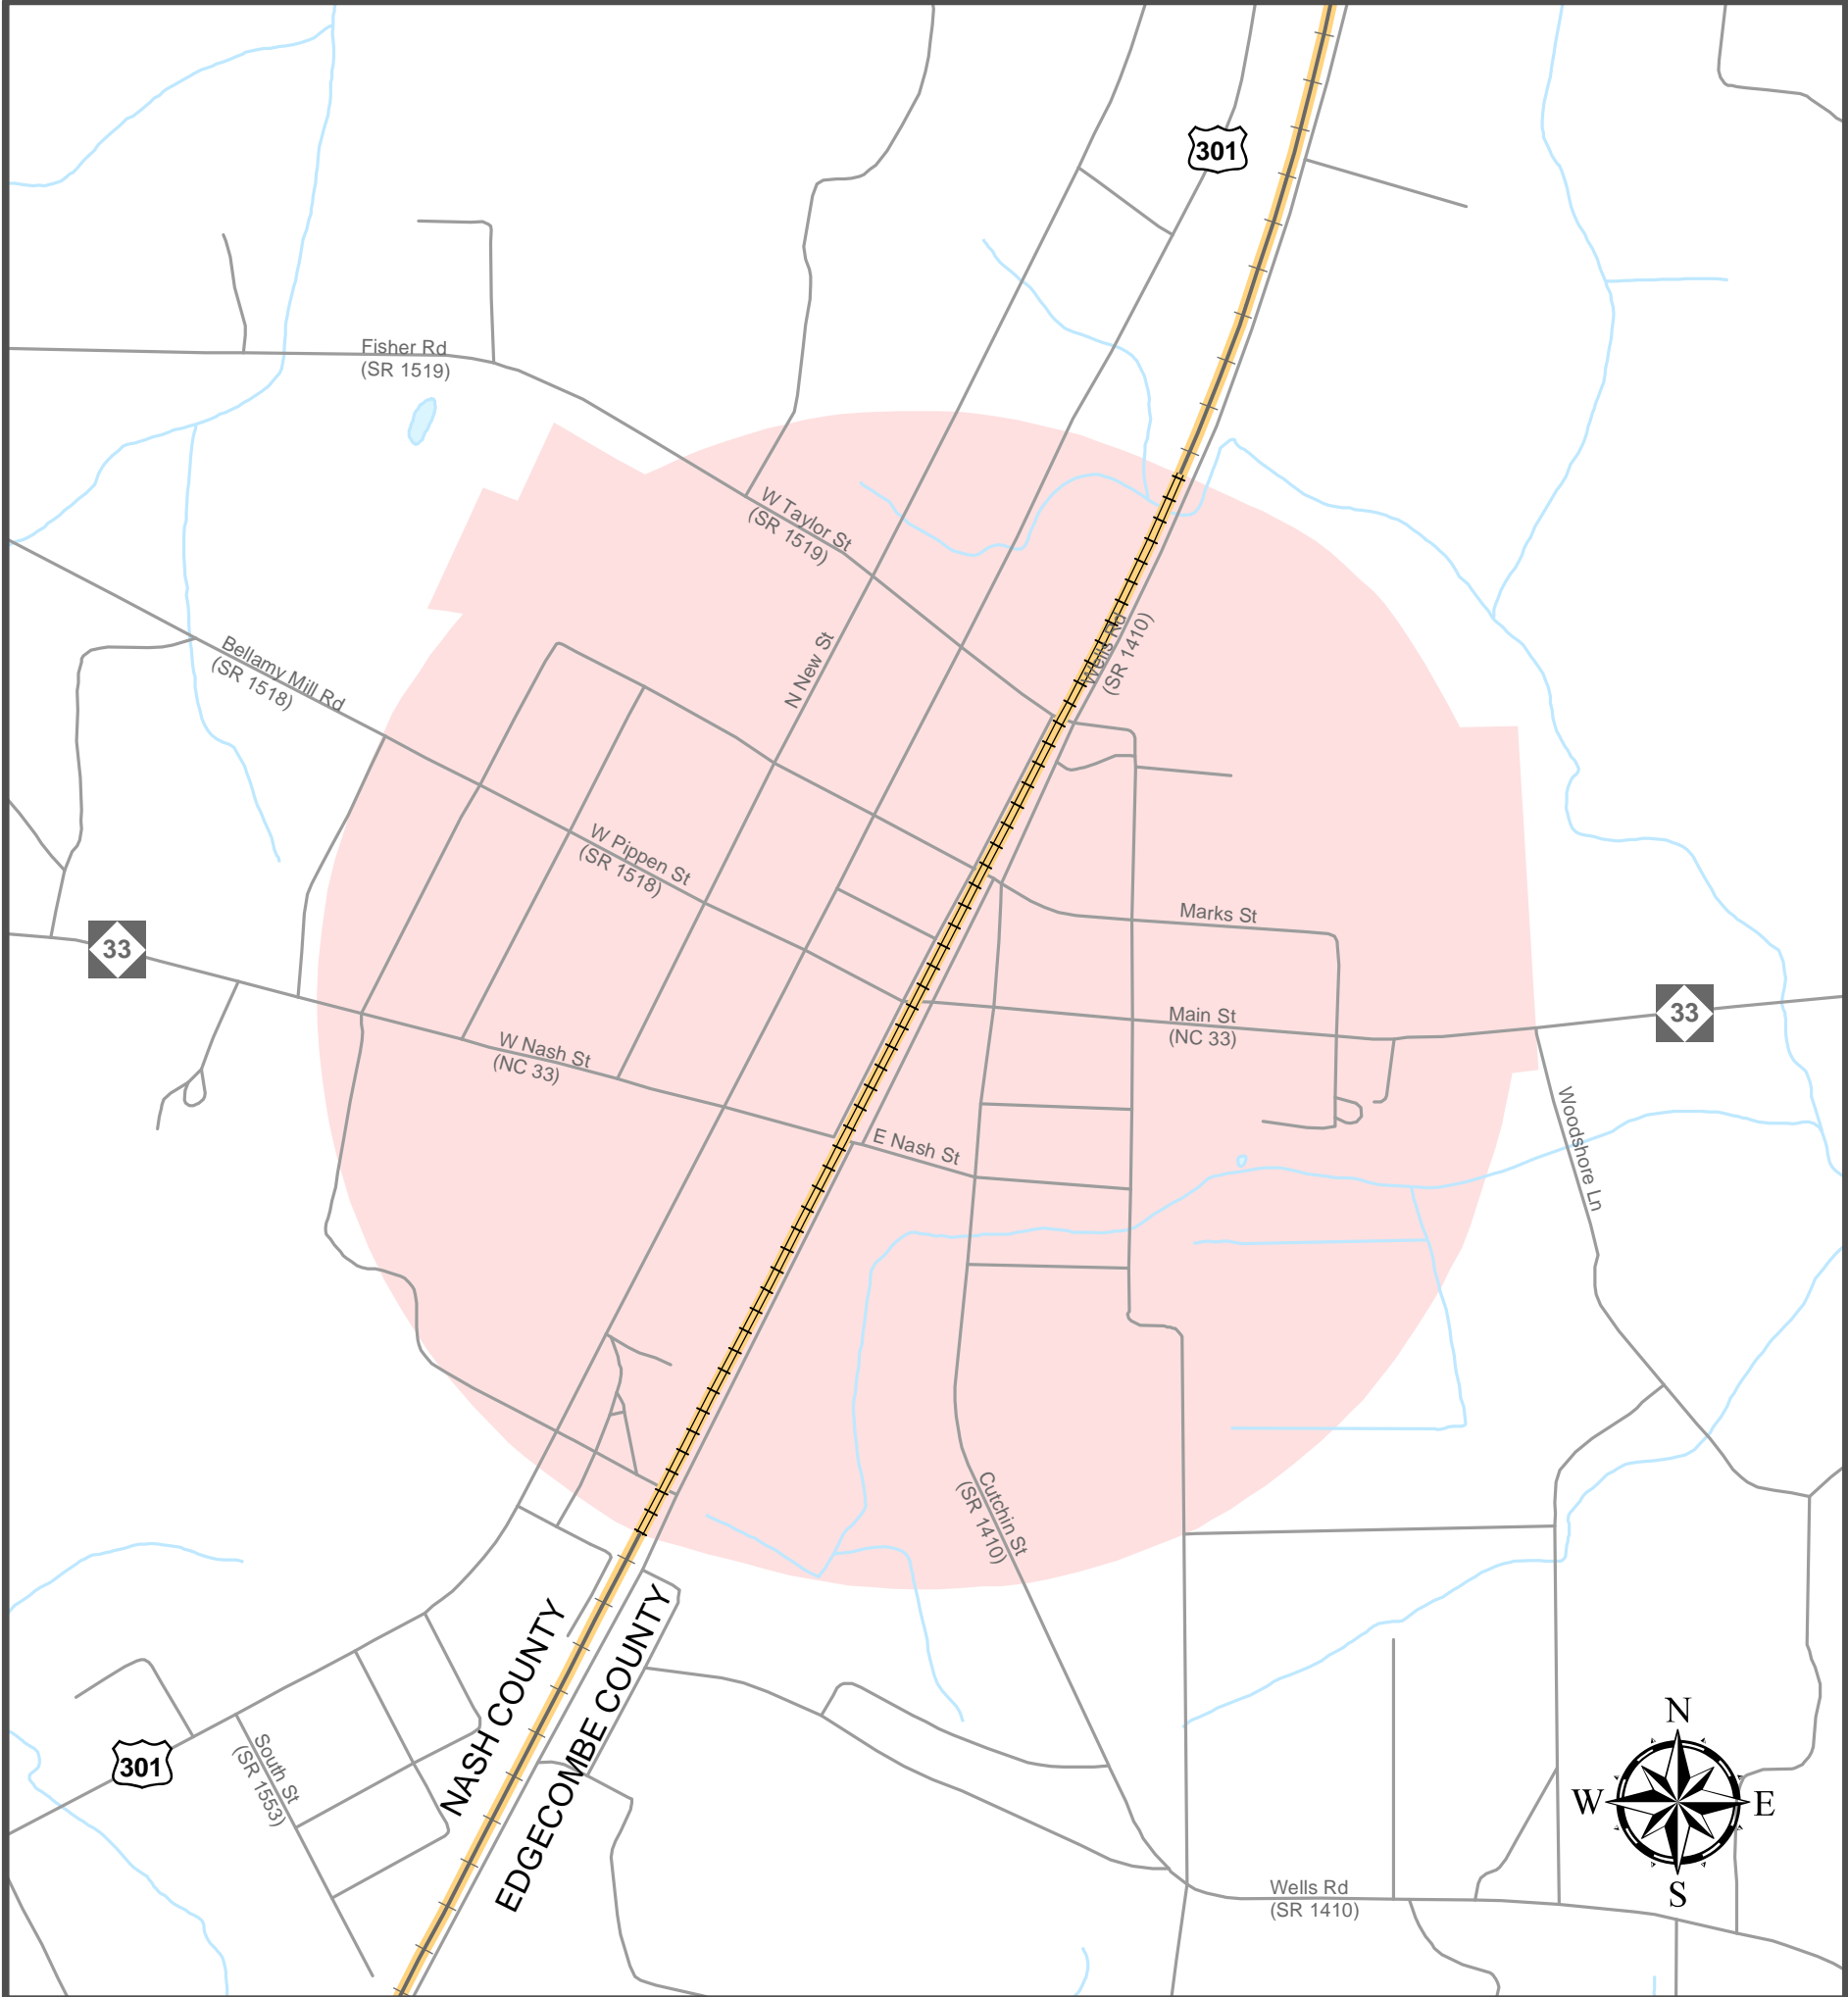 301
Fisher Rd
(SR 1519)
W Taylor St
(SR 1519)
Wells Rd
(SR 1410)
N New St
Bellamy Mill Rd
(SR 1518)
W Pippen St
(SR 1518)
Marks St
33
Main St
(NC 33)
33
W Nash St
(NC 33)
E Nash St
Woodshore Ln
Cutchin St
(SR 1410)
NASH COUNTY
EDGECOMBE COUNTY
301
South St
(SR 1553)
N
W
E
S
Wells Rd
(SR 1410)